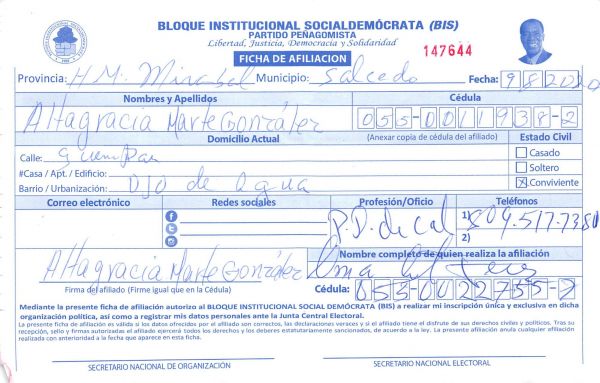 BLOQUE INSTITUCIONAL SOCIALDEMÓCRATA (BIS)
PARTIDO PEÑAGOMISTA
Libertad, Justicia, Democracia y Solidaridad
FICHA DE AFILIACION
147644
Provincia: H.M. Mirabal Municipio: Salcedo Fecha: 9 8 2020
Nombres y Apellidos Cédula
Altagracia Marte González 055-0011938-2
Domicilio Actual (Anexar copia de cédula del afiliado) Estado Civil
Calle:
Casado
#Casa / Apt. / Edificio:
Soltero
Barrio / Urbanización: Ojo de agua
Conviviente
Correo electrónico Redes sociales Profesión/Oficio Teléfonos
P.D. de Cal 1) 809.517.7380
2)
Nombre completo de quien realiza la afiliación
Altagracia Marte González
Firma del afiliado (Firme igual que en la Cédula) Cédula: 055-0022755-7
Mediante la presente ficha de afiliación autorizo al BLOQUE INSTITUCIONAL SOCIAL DEMÓCRATA (BIS) a realizar mi inscripción única y exclusiva en dicha
organización política, así como a registrar mis datos personales ante la Junta Central Electoral.
La presente ficha de afiliación es válida si los datos ofrecidos por el afiliado son correctos, las declaraciones veraces y si el titular tiene el disfrute de sus derechos civiles y políticos. Tras su
recepción, sello y firmas autorizadas el afiliado ejercerá todos los derechos y los deberes estatutariamente sancionados, de acuerdo a la ley. La presente afiliación anula cualquier afiliación
realizada con anterioridad a la fecha que aparece en esta ficha.
SECRETARIO NACIONAL DE ORGANIZACIÓN SECRETARIO NACIONAL ELECTORAL